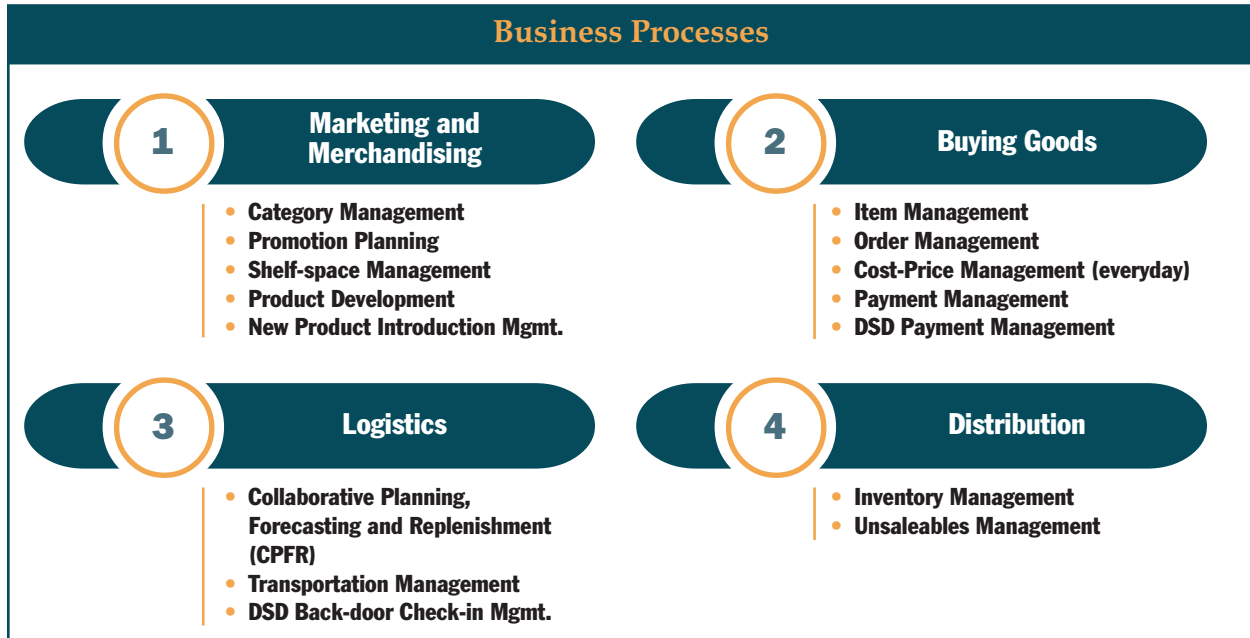 Business Processes
1
Marketing and
Merchandising
• Category Management
• Promotion Planning
• Shelf-space Management
• Product Development
• New Product Introduction Mgmt.
2
Buying Goods
• Item Management
• Order Management
• Cost-Price Management (everyday)
• Payment Management
• DSD Payment Management
3
Logistics
• Collaborative Planning,
Forecasting and Replenishment
(CPFR)
• Transportation Management
• DSD Back-door Check-in Mgmt.
4
Distribution
• Inventory Management
• Unsaleables Management